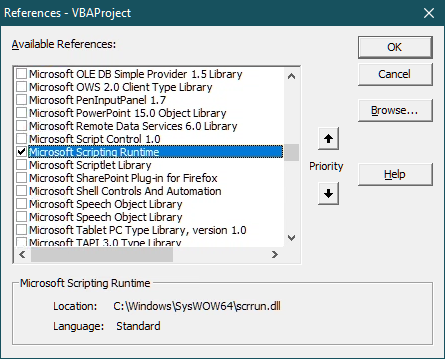 References - VBAProject
Available References:
OK
Microsoft OLE DB Simple Provider 1.5 Library
Microsoft OWS 2.0 Client Type Library
Cancel
Microsoft PenInputPanel 1.7
Microsoft PowerPoint 15.0 Object Library
Browse...
Microsoft Remote Data Services 6.0 Library
Microsoft Script Control 1.0
Microsoft Scripting Runtime
Microsoft Scriptlet Library
Priority
Microsoft SharePoint Plug-in for Firefox
Help
Microsoft Shell Controls And Automation
Microsoft Speech Object Library
Microsoft Speech Object Library
Microsoft Tablet PC Type Library, version 1.0
Microsoft TAPI 3.0 Type Library
Microsoft Scripting Runtime
Location: C:\Windows\SysWOW64\scrrun.dll
Language: Standard